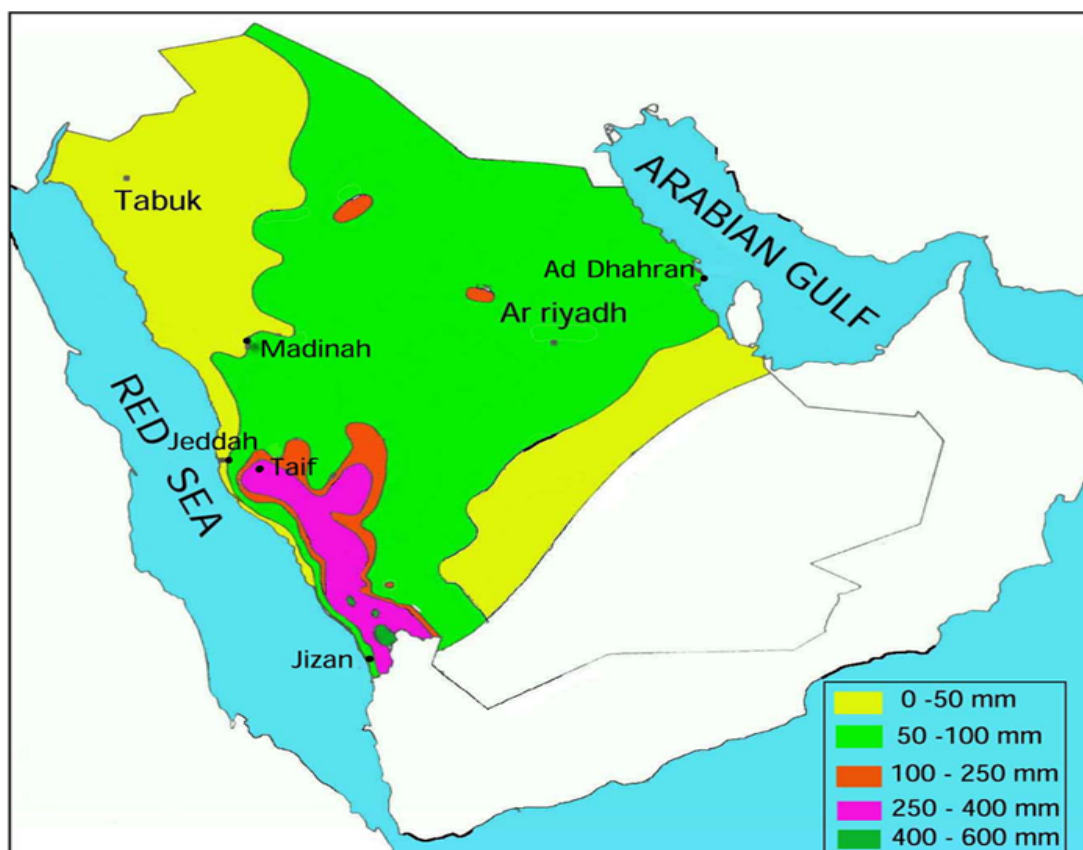 Tabuk
ARABIAN GULF
Ad Dhahran
Ar riyadh
Madinah
RED SEA
Jeddah
Taif
Jizan
0 -50 mm
50 -100 mm
100 - 250 mm
250 - 400 mm
400 - 600 mm